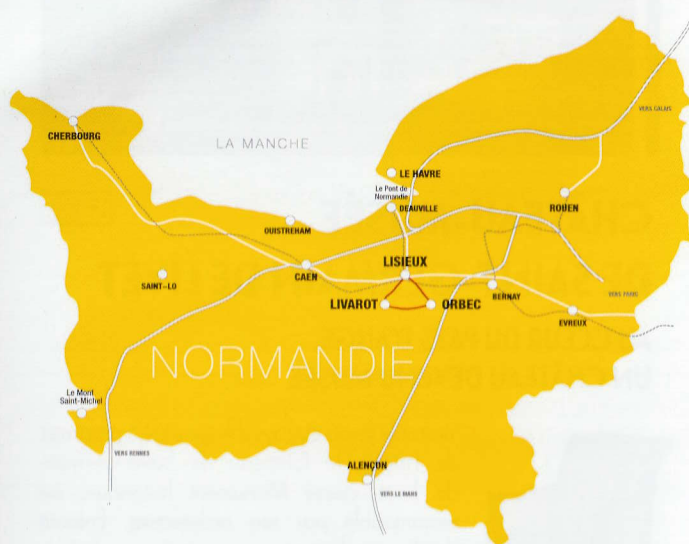 VERS CALAIS
CHERBOURG
LA MANCHE
LE HAVRE
Le Pont de
Normandie
DEAUVILLE
ROUEN
OUISTREHAM
LISIEUX
CAEN
SAINT-LO
BERNAY
VERS PARIS
LIVAROT
ORBEC
EVREUX
NORMANDIE
Le Mont
Saint-Michel
VERS RENNES
ALENÇON
VERS LE MANS